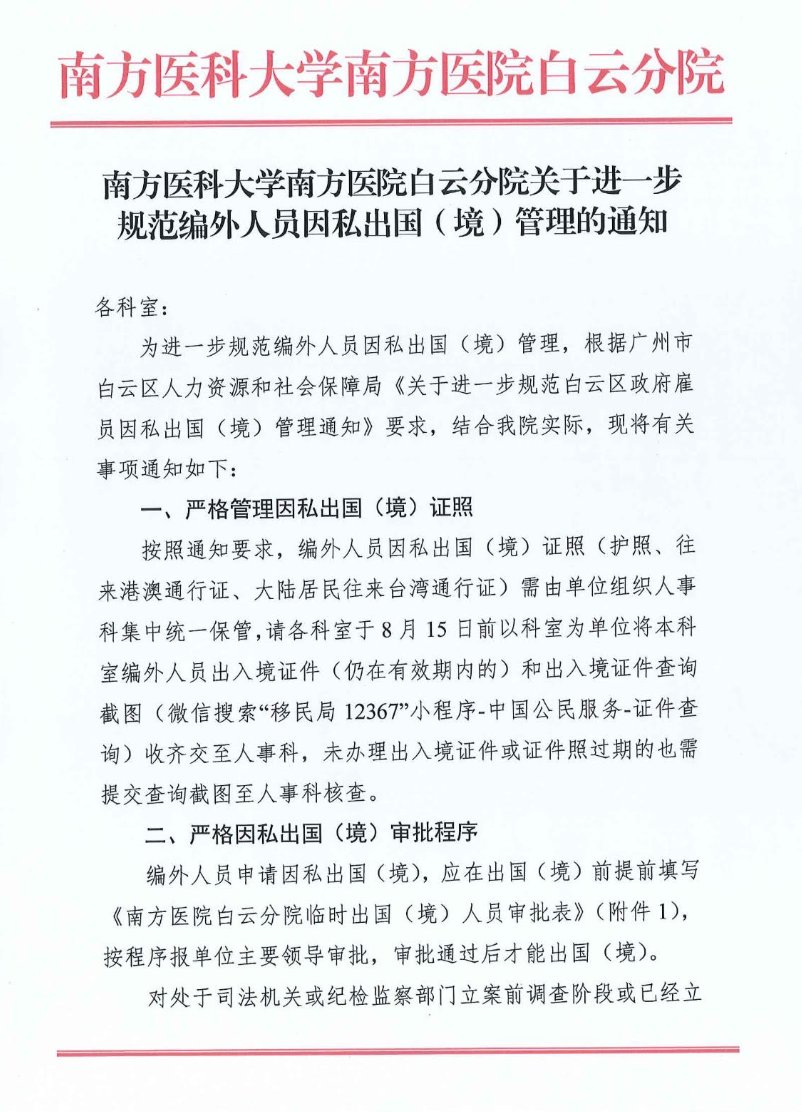 南方医科大学南方医院白云分院
南方医科大学南方医院白云分院关于进一步
规范编外人员因私出国（境）管理的通知
各科室：
为进一步规范编外人员因私出国（境）管理，根据广州市
白云区人力资源和社会保障局《关于进一步规范白云区政府雇
员因私出国（境）管理通知》要求，结合我院实际，现将有关
事项通知如下：
一、严格管理因私出国（境）证照
按照通知要求，编外人员因私出国（境）证照（护照、往
来港澳通行证、大陆居民往来台湾通行证）需由单位组织人事
科集中统一保管,请各科室于 8 月 15 日前以科室为单位将本科
室编外人员出入境证件（仍在有效期内的）和出入境证件查询
截图（微信搜索“移民局 12367”小程序-中国公民服务-证件查
询）收齐交至人事科，未办理出入境证件或证件照过期的也需
提交查询截图至人事科核查。
二、严格因私出国（境）审批程序
编外人员申请因私出国（境），应在出国（境）前提前填写
《南方医院白云分院临时出国（境）人员审批表》（附件 1），
按程序报单位主要领导审批，审批通过后才能出国（境）。
对处于司法机关或纪检监察部门立案前调查阶段或已经立